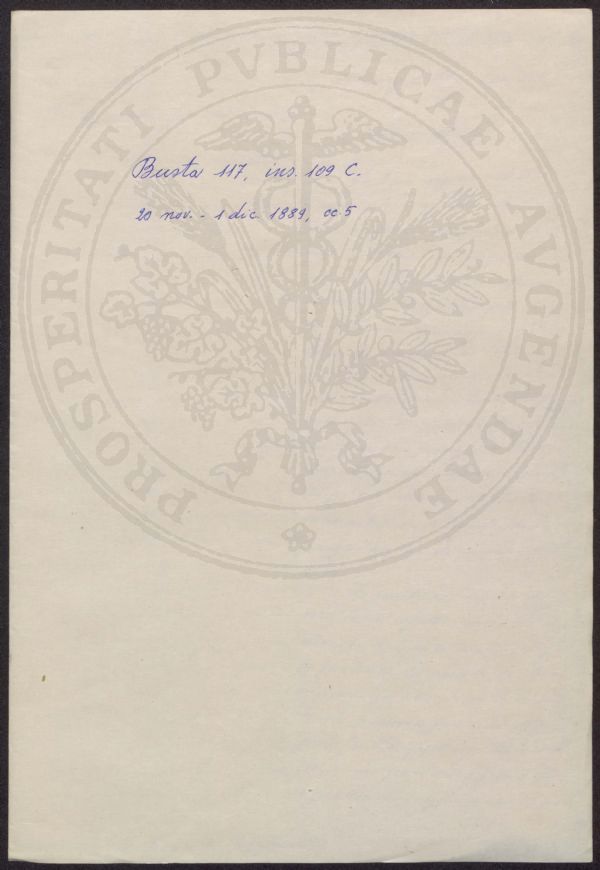 PROSPERITATI PVBLICAE AVGENDAE
Busta 117, ins. 109 C.
20 nov. - 1 dic. 1889, cc. 5